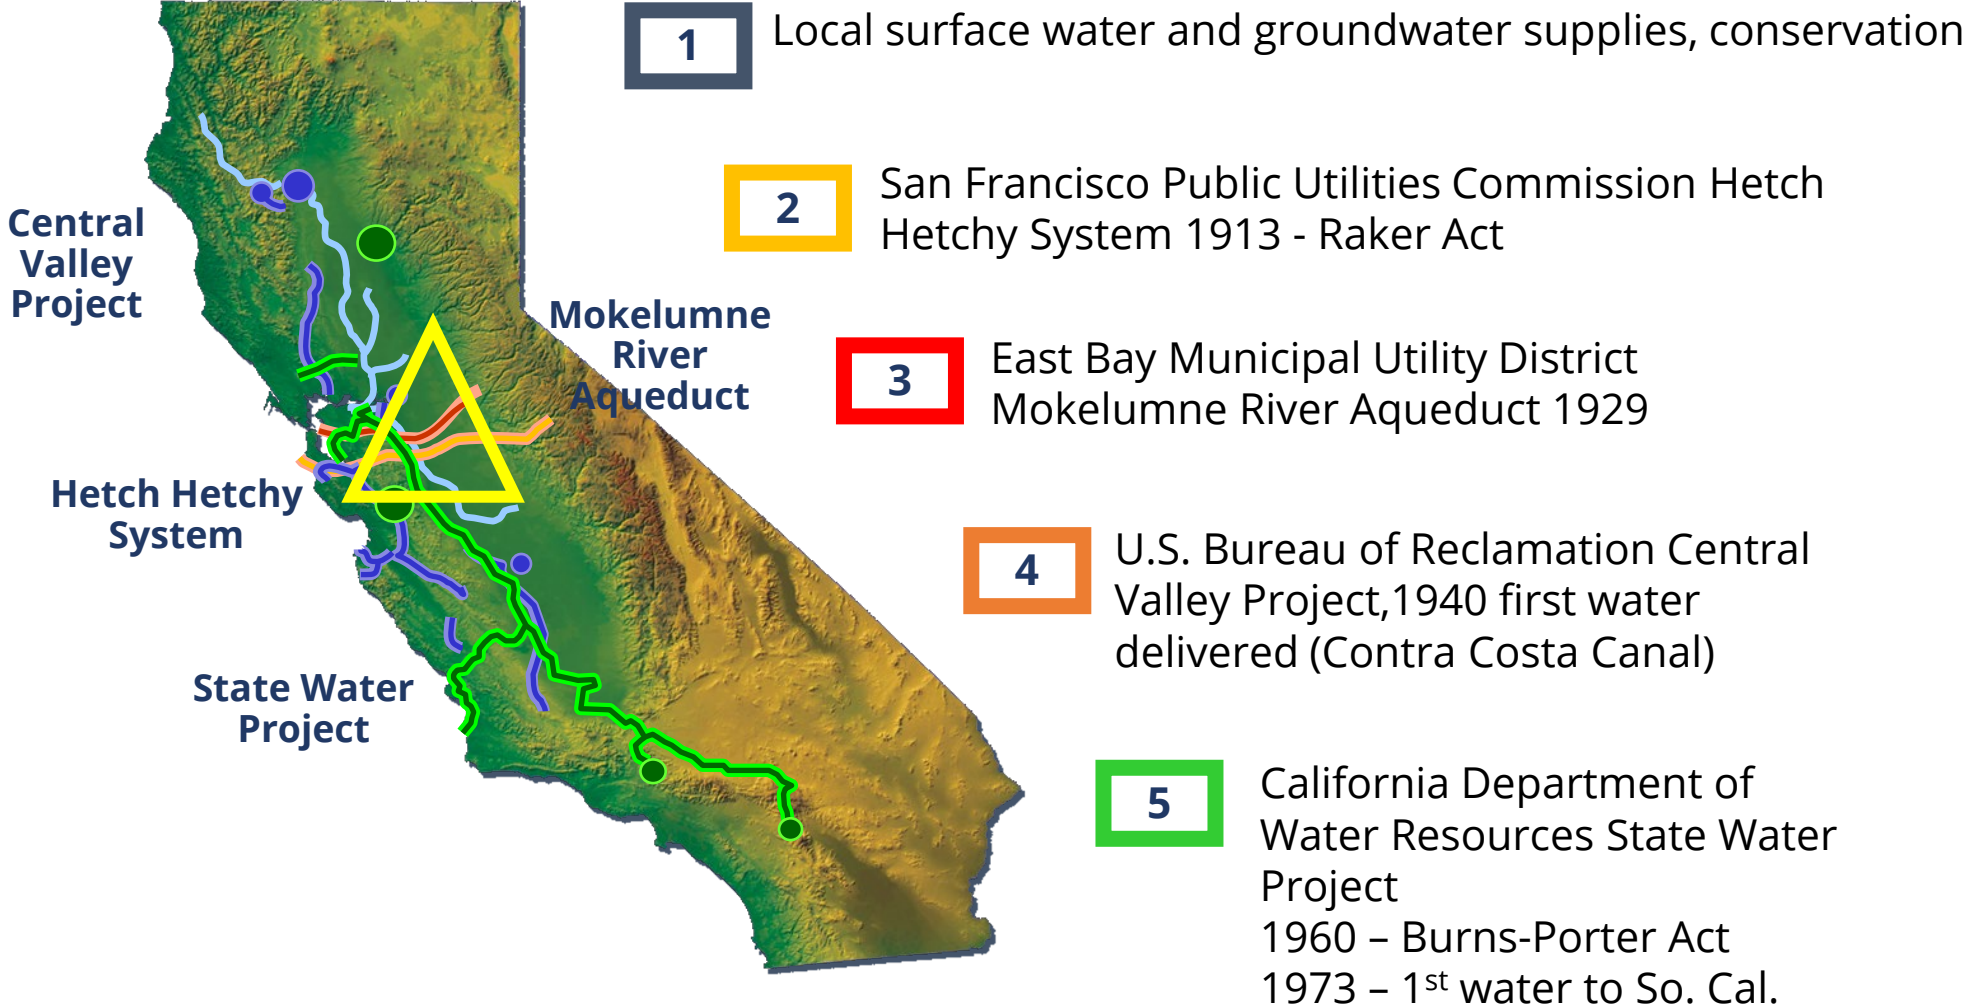 1
Local surface water and groundwater supplies, conservation
2
San Francisco Public Utilities Commission Hetch
Hetchy System 1913 - Raker Act
Central
Valley
Project
Mokelumne
River
Aqueduct
3
East Bay Municipal Utility District
Mokelumne River Aqueduct 1929
Hetch Hetchy
System
4
U.S. Bureau of Reclamation Central
Valley Project,1940 first water
delivered (Contra Costa Canal)
State Water
Project
5
California Department of
Water Resources State Water
Project
1960 – Burns-Porter Act
1973 – 1st water to So. Cal.